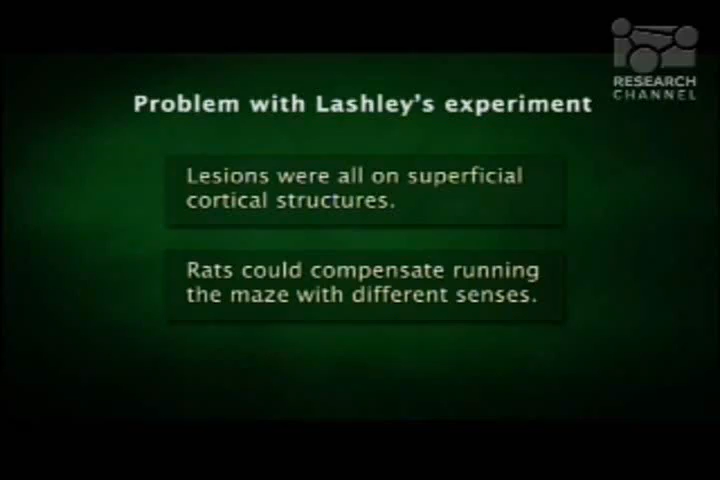 RESEARCH
CHANNEL
Problem with Lashley's experiment
Lesions were all on superficial
cortical structures.
Rats could compensate running
the maze with different senses.